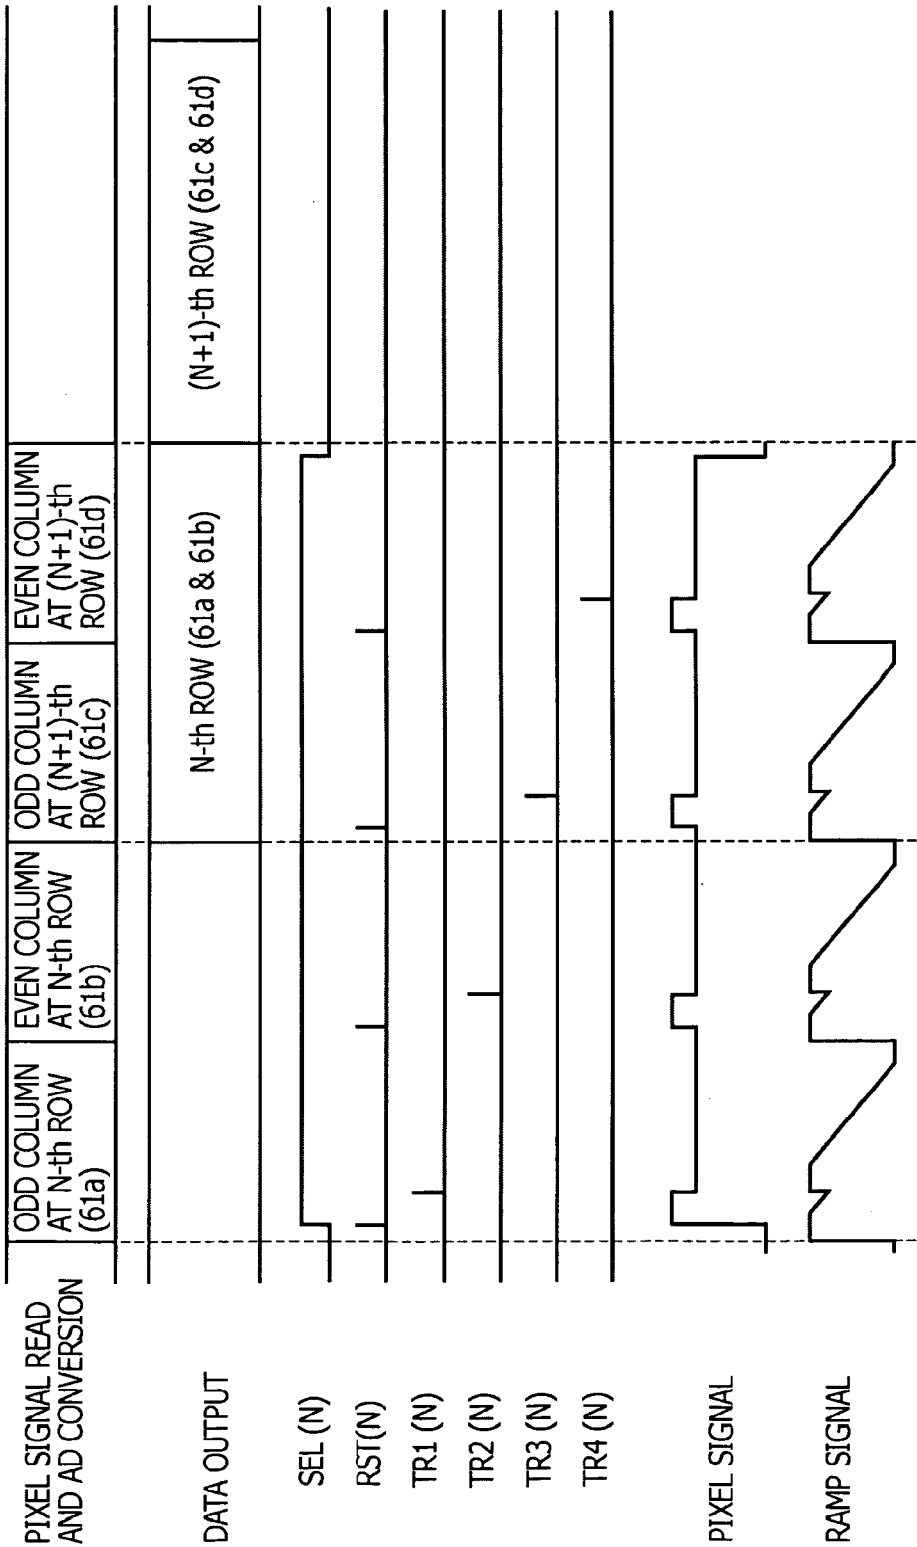 PIXEL SIGNAL READ
AND AD CONVERSION
ODD COLUMN
AT N-th ROW
(61a)
EVEN COLUMN
AT N-th ROW
(61b)
ODD COLUMN
AT (N+1)-th
ROW (61c)
EVEN COLUMN
AT (N+1)-th
ROW (61d)
DATA OUTPUT
N-th ROW (61a & 61b)
(N+1)-th ROW (61c & 61d)
SEL (N)
RST(N)
TR1 (N)
TR2 (N)
TR3 (N)
TR4 (N)
PIXEL SIGNAL
RAMP SIGNAL